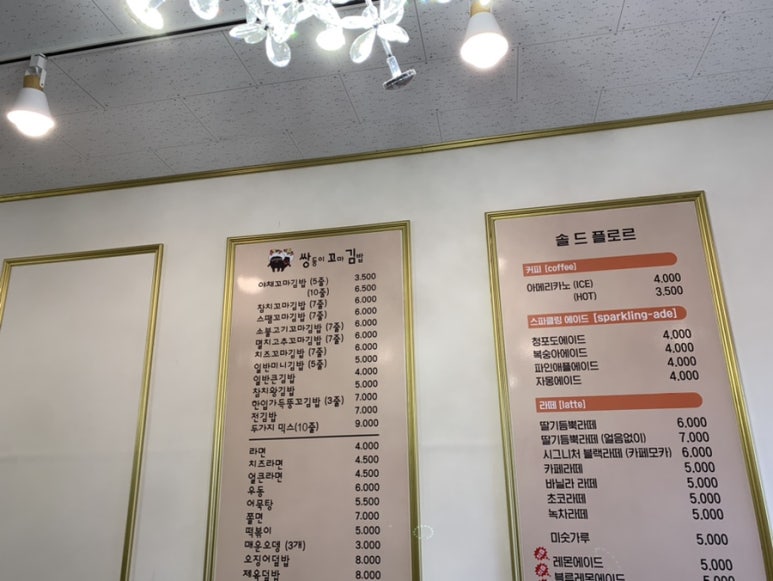 쌍둥이 꼬마 김밥
야채꼬마김밥 (5줄) 3.500
(10줄) 6.500
참치꼬마김밥 (7줄) 6.000
스팸꼬마김밥 (7줄) 6.000
소불고기꼬마김밥 (7줄) 6.000
멸치고추꼬마김밥 (7줄) 6.000
치즈꼬마김밥 (7줄) 6.000
일반미니김밥 (5줄) 5.000
일반큰김밥 4.000
참치왕김밥 5.000
한입가득뚱꼬김밥 (3줄) 7.000
전김밥 7.000
두가지 믹스(10줄) 9.000
라면 4.000
치즈라면 4.500
얼큰라면 4.500
우동 6.000
어묵탕 5.500
쫄면 7.000
떡볶이 5.000
매운오뎅 (3개) 3.000
오징어덮밥 8.000
제육덮밥 8.000
솔 드 플로르
커피 [coffee]
아메리카노 (ICE) 4,000
(HOT) 3,500
스파클링 에이드 [sparkling-ade]
청포도에이드 4,000
복숭아에이드 4,000
파인애플에이드 4,000
자몽에이드 4,000
라떼 [latte]
딸기듬뿍라떼 6,000
딸기듬뿍라떼 (얼음없이) 7,000
시그니처 블랙라떼 (카페모카) 6,000
카페라떼 5,000
바닐라 라떼 5,000
초코라떼 5,000
녹차라떼 5,000
미숫가루 5,000
레몬에이드 5,000
블루레몬에이드 5,000